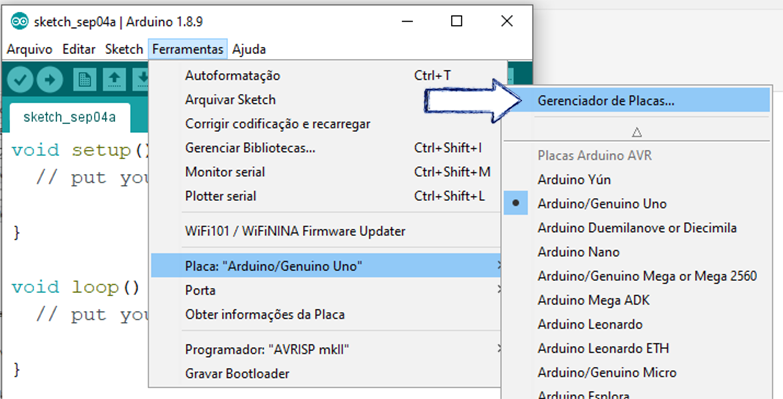 sketch_sep04a | Arduino 1.8.9
Arquivo Editar Sketch Ferramentas Ajuda
sketch_sep04a
void setup()
// put you
}
void loop()
// put you
}
Autoformatação Ctrl+T
Arquivar Sketch
Corrigir codificação e recarregar
Gerenciar Bibliotecas... Ctrl+Shift+I
Monitor serial Ctrl+Shift+M
Plotter serial Ctrl+Shift+L
WiFi101 / WiFiNINA Firmware Updater
Placa: "Arduino/Genuino Uno"
Porta
Obter informações da Placa
Programador: "AVRISP mkII"
Gravar Bootloader
Gerenciador de Placas...
Placas Arduino AVR
Arduino Yún
Arduino/Genuino Uno
Arduino Duemilanove or Diecimila
Arduino Nano
Arduino/Genuino Mega or Mega 2560
Arduino Mega ADK
Arduino Leonardo
Arduino Leonardo ETH
Arduino/Genuino Micro
Arduino Esplora